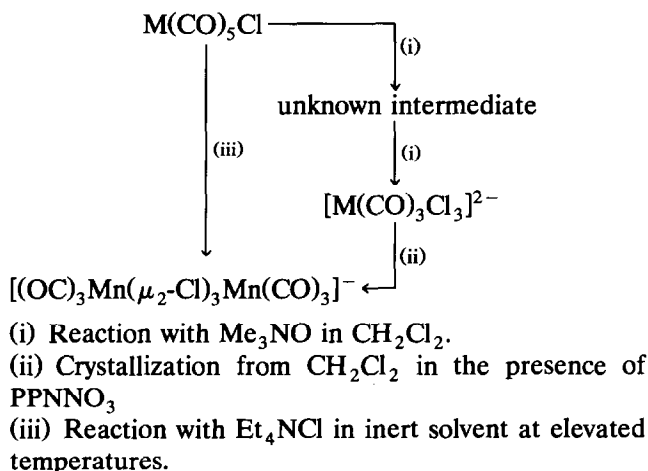 M(CO)₅Cl
(i)
unknown intermediate
(iii)
(i)
[M(CO)₃Cl₃]²⁻
(ii)
[(OC)₃Mn(μ₂-Cl)₃Mn(CO)₃]⁻
(i) Reaction with Me₃NO in CH₂Cl₂.
(ii) Crystallization from CH₂Cl₂ in the presence of
PPNNO₃
(iii) Reaction with Et₄NCl in inert solvent at elevated
temperatures.